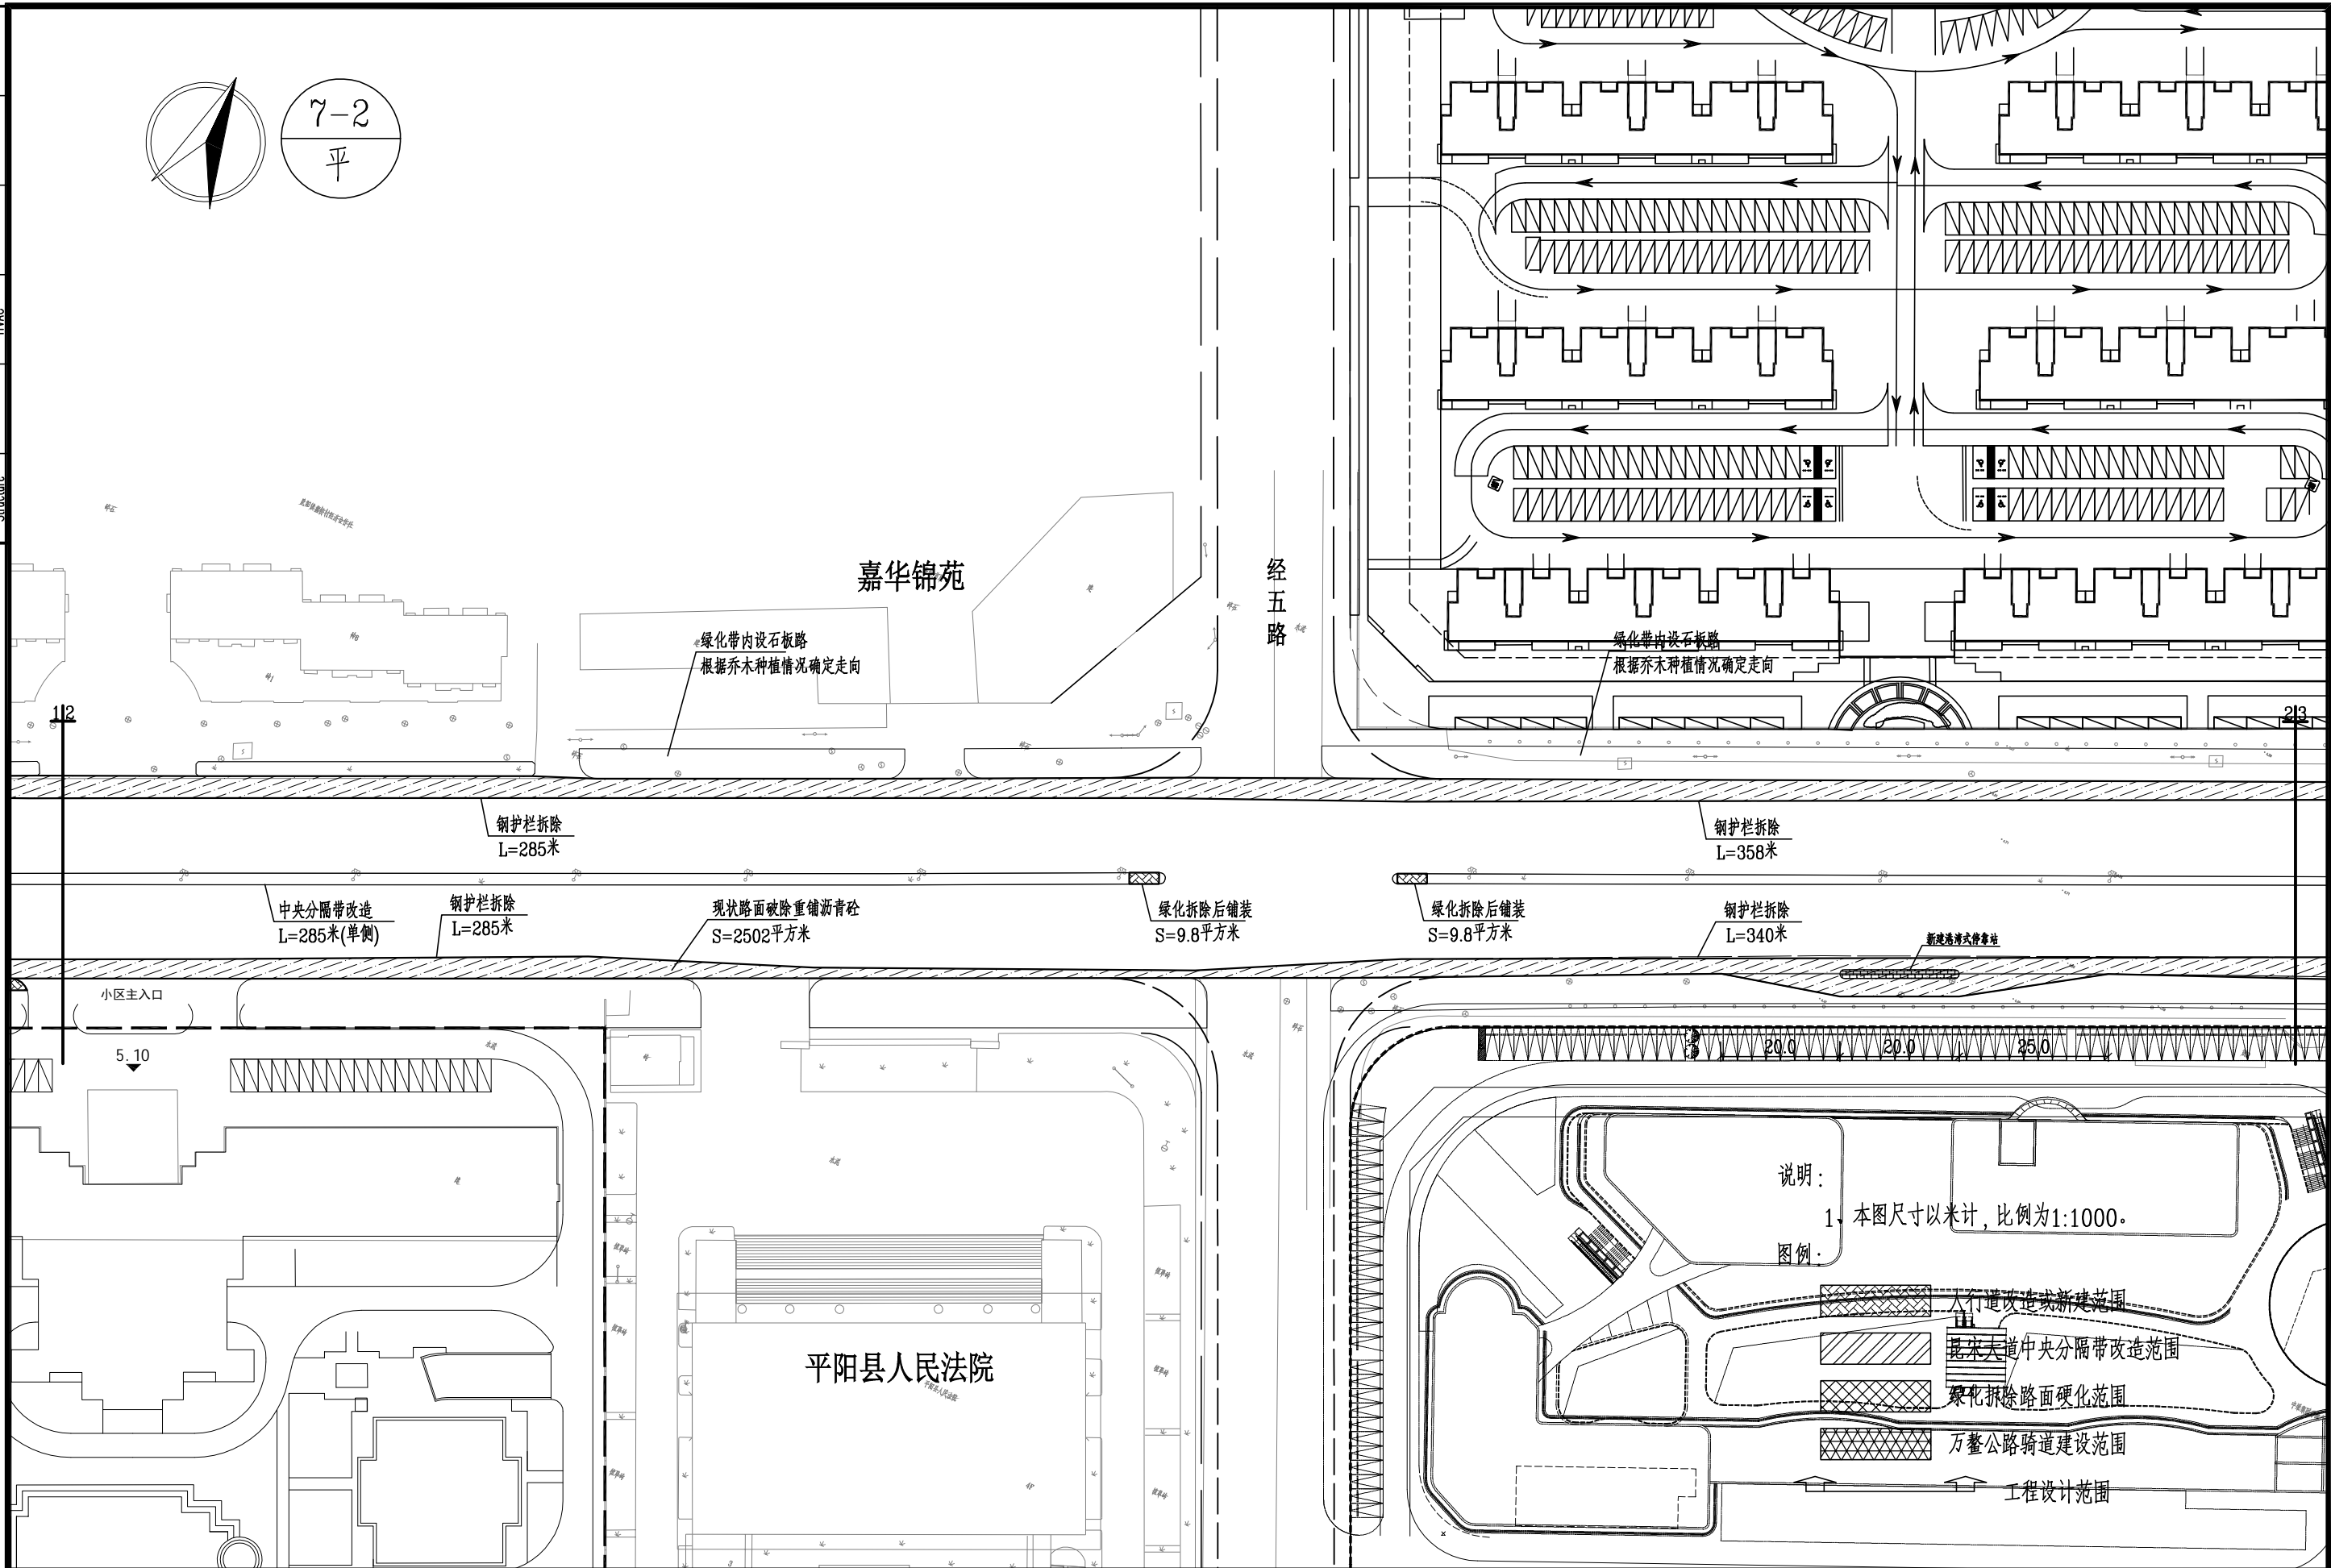 7-2
平
嘉华锦苑
经五路
绿化带内设石板路
根据乔木种植情况确定走向
绿化带内设石板路
根据乔木种植情况确定走向
1 2
2 3
钢护栏拆除
L=285米
钢护栏拆除
L=358米
中央分隔带改造
L=285米(单侧)
钢护栏拆除
L=285米
现状路面破除重铺沥青砼
S=2502平方米
绿化拆除后铺装
S=9.8平方米
绿化拆除后铺装
S=9.8平方米
钢护栏拆除
L=340米
新建港湾式停靠站
小区主入口
5.10
20.0
20.0
25.0
平阳县人民法院
平阳县人民法院
说明：
1、本图尺寸以米计，比例为1:1000。
图例：
人行道改造或新建范围
昆宋大道中央分隔带改造范围
绿化拆除路面硬化范围
万鳌公路骑道建设范围
工程设计范围